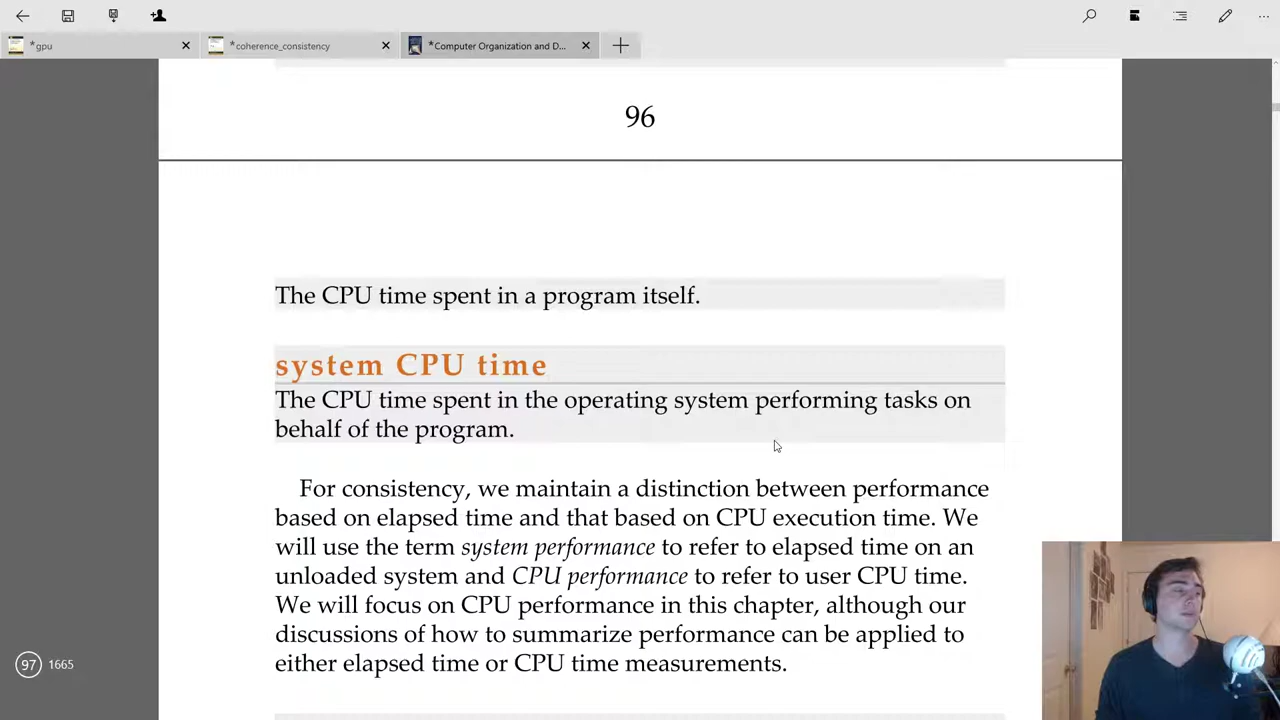 *gpu
*coherence_consistency
*Computer Organization and D...
96
The CPU time spent in a program itself.
system CPU time
The CPU time spent in the operating system performing tasks on
behalf of the program.
For consistency, we maintain a distinction between performance
based on elapsed time and that based on CPU execution time. We
will use the term system performance to refer to elapsed time on an
unloaded system and CPU performance to refer to user CPU time.
We will focus on CPU performance in this chapter, although our
discussions of how to summarize performance can be applied to
either elapsed time or CPU time measurements.
97 1665